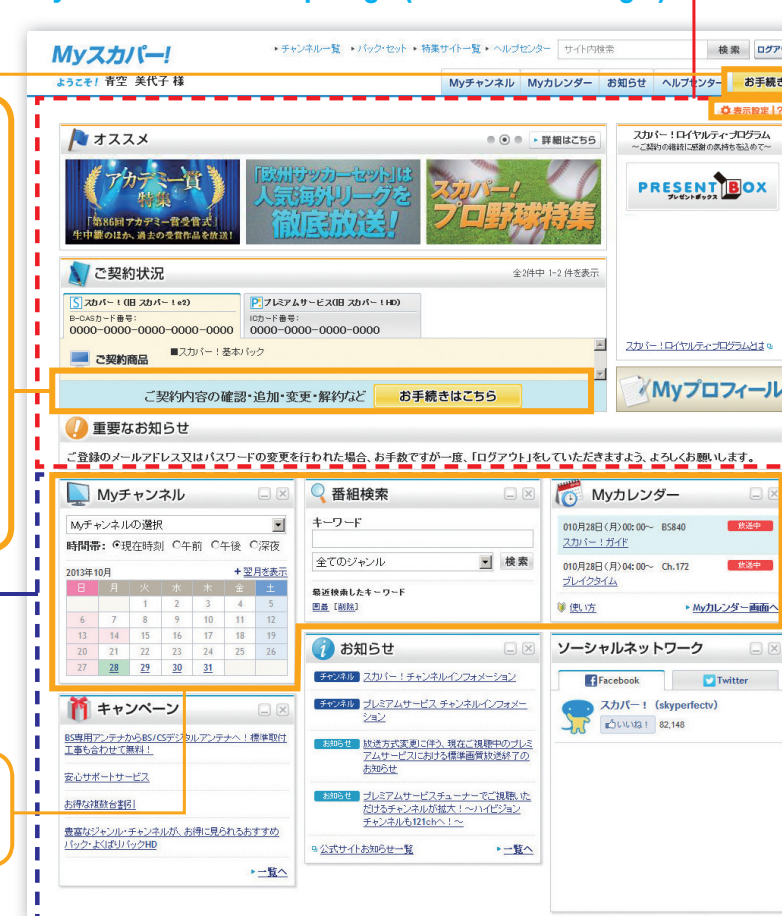 Myスカパー!
チャンネル一覧 パック・セット 特集サイト一覧 ヘルプセンター サイト内検索 検索 ログア
ようこそ! 青空 美代子 様
Myチャンネル Myカレンダー お知らせ ヘルプセンター お手続き
表示設定 | ?
オススメ 詳細はこちら
アカデミー賞
特集
「第86回アカデミー賞受賞式」
生中継のほか、過去の受賞作品を放送!
「欧州サッカーセット」は
人気海外リーグを
徹底放送!
スカパー!
プロ野球特集
スカパー!ロイヤルティ・プログラム
～ご契約の継続に感謝の気持ちを込めて～
PRESENT BOX
プレゼントボックス
スカパー!ロイヤルティ・プログラムとは
Myプロフィール
ご契約状況 全2件中 1-2 件を表示
S スカパー!(旧 スカパー!e2)
B-CASカード番号:
0000-0000-0000-0000-0000
P プレミアムサービス(旧 スカパー!HD)
ICカード番号:
0000-0000-0000-0000
ご契約商品 ■スカパー!基本パック
ご契約内容の確認・追加・変更・解約など お手続きはこちら
重要なお知らせ
ご登録のメールアドレス又はパスワードの変更を行われた場合、お手数ですが一度、「ログアウト」をしていただきますよう、よろしくお願いします。
Myチャンネル
Myチャンネルの選択
時間帯: 現在時刻 午前 午後 深夜
2013年10月 +翌月を表示
日 月 火 水 木 金 土
1 2 3 4 5
6 7 8 9 10 11 12
13 14 15 16 17 18 19
20 21 22 23 24 25 26
27 28 29 30 31
番組検索
キーワード
全てのジャンル 検索
最近検索したキーワード
囲碁 [削除]
Myカレンダー
010月28日(月)00:00～ BS840 放送中
スカパー!ガイド
010月28日(月)04:00～ Ch.172 放送中
ブレイクタイム
使い方 Myカレンダー画面へ
キャンペーン
BS専用アンテナからBS/CSデジタルアンテナへ!標準取付
工事も合わせて無料!
安心サポートサービス
お得な複数台割引
豊富なジャンル・チャンネルが、お得に見られるおすすめ
パック・よくばりパックHD
一覧へ
お知らせ
チャンネル スカパー!チャンネルインフォメーション
チャンネル プレミアムサービス チャンネルインフォメー
ション
お知らせ 放送方式変更に伴う、現在ご視聴中のプレミ
アムサービスにおける標準画質放送終了の
お知らせ
お知らせ プレミアムサービスチューナーでご視聴いた
だけるチャンネルが拡大!～ハイビジョン
チャンネルも121chへ!～
公式サイトお知らせ一覧 一覧へ
ソーシャルネットワーク
Facebook Twitter
スカパー! (skyperfectv)
いいね! 82,148